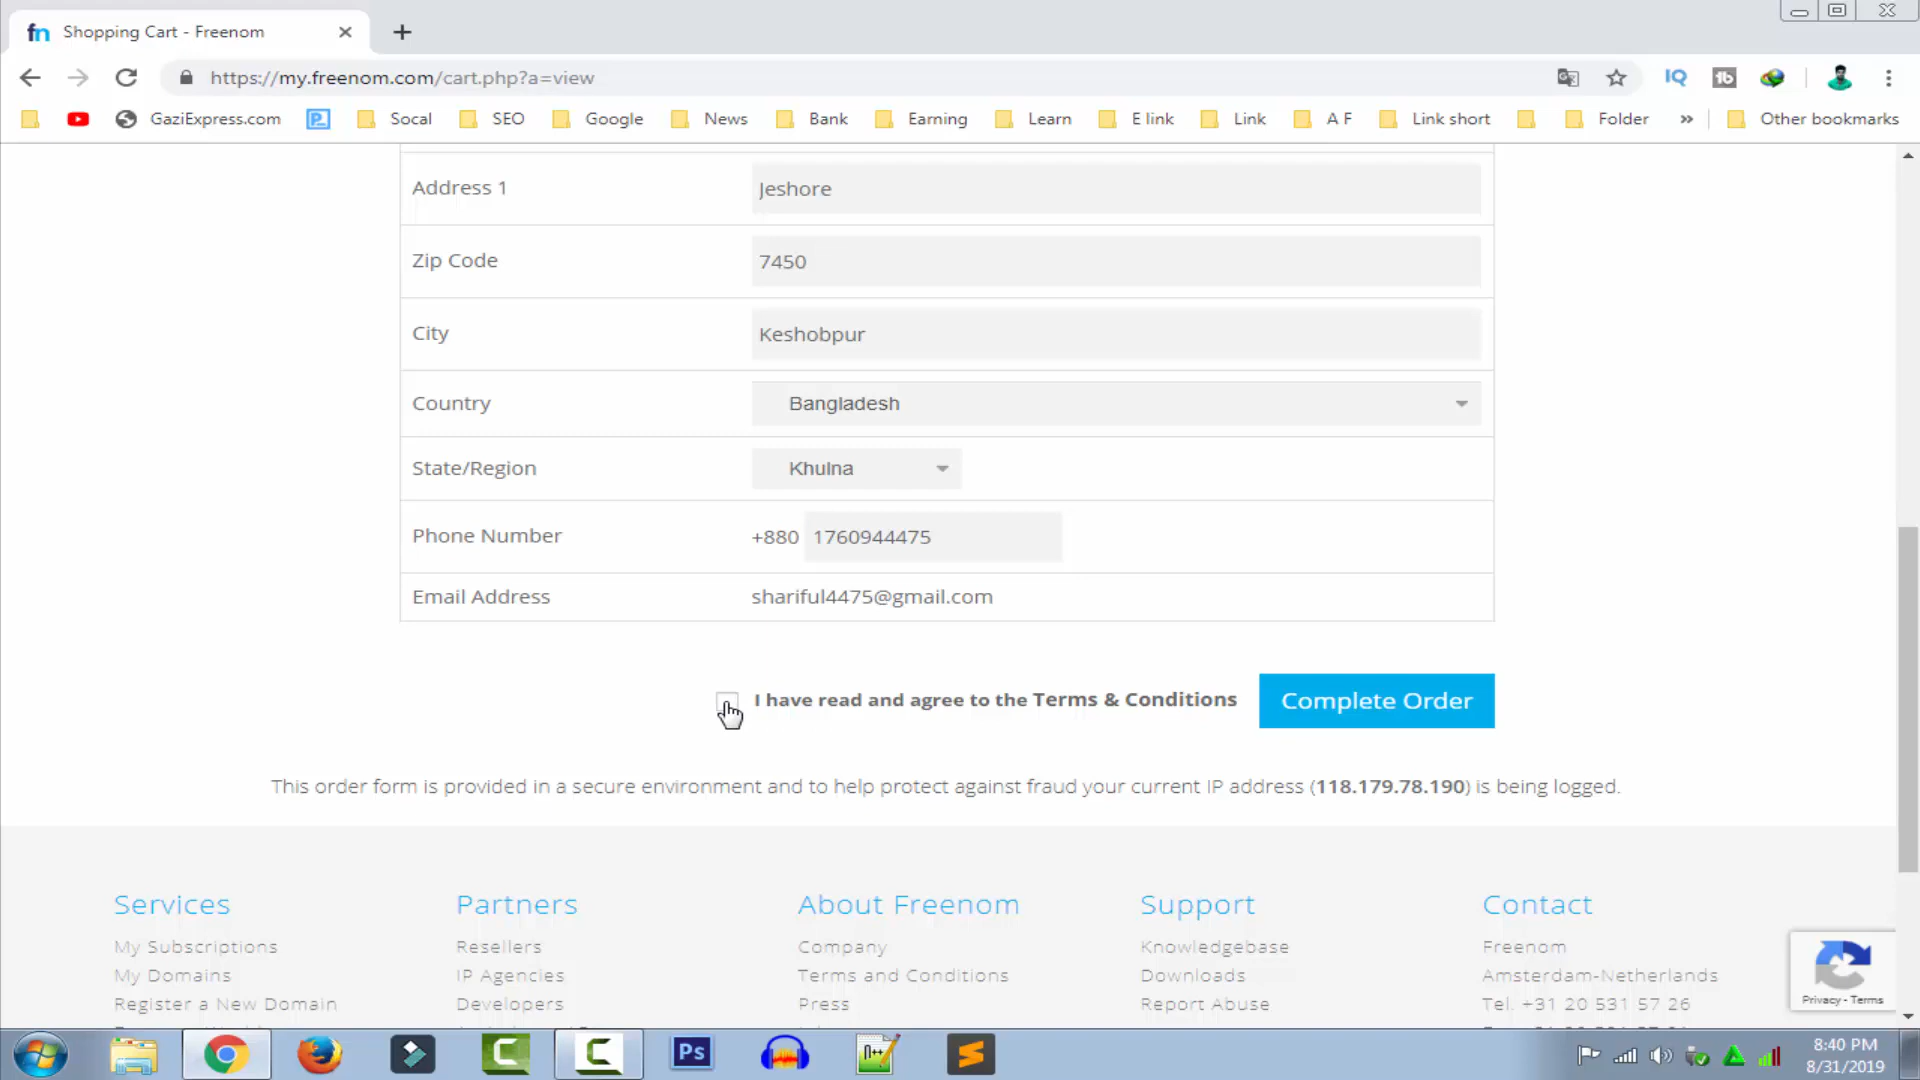 fn Shopping Cart - Freenom
https://my.freenom.com/cart.php?a=view
IQ tb
GaziExpress.com P Socal SEO Google News Bank Earning Learn E link Link A F Link short Folder » Other bookmarks
Address 1 Jeshore
Zip Code 7450
City Keshobpur
Country Bangladesh
State/Region Khulna
Phone Number +880 1760944475
Email Address shariful4475@gmail.com
I have read and agree to the Terms & Conditions Complete Order
This order form is provided in a secure environment and to help protect against fraud your current IP address (118.179.78.190) is being logged.
Services Partners About Freenom Support Contact
My Subscriptions Resellers Company Knowledgebase Freenom
My Domains IP Agencies Terms and Conditions Downloads Amsterdam-Netherlands
Register a New Domain Developers Press Report Abuse Tel. +31 20 531 57 26
Privacy - Terms
Ps n++
8:40 PM
8/31/2019